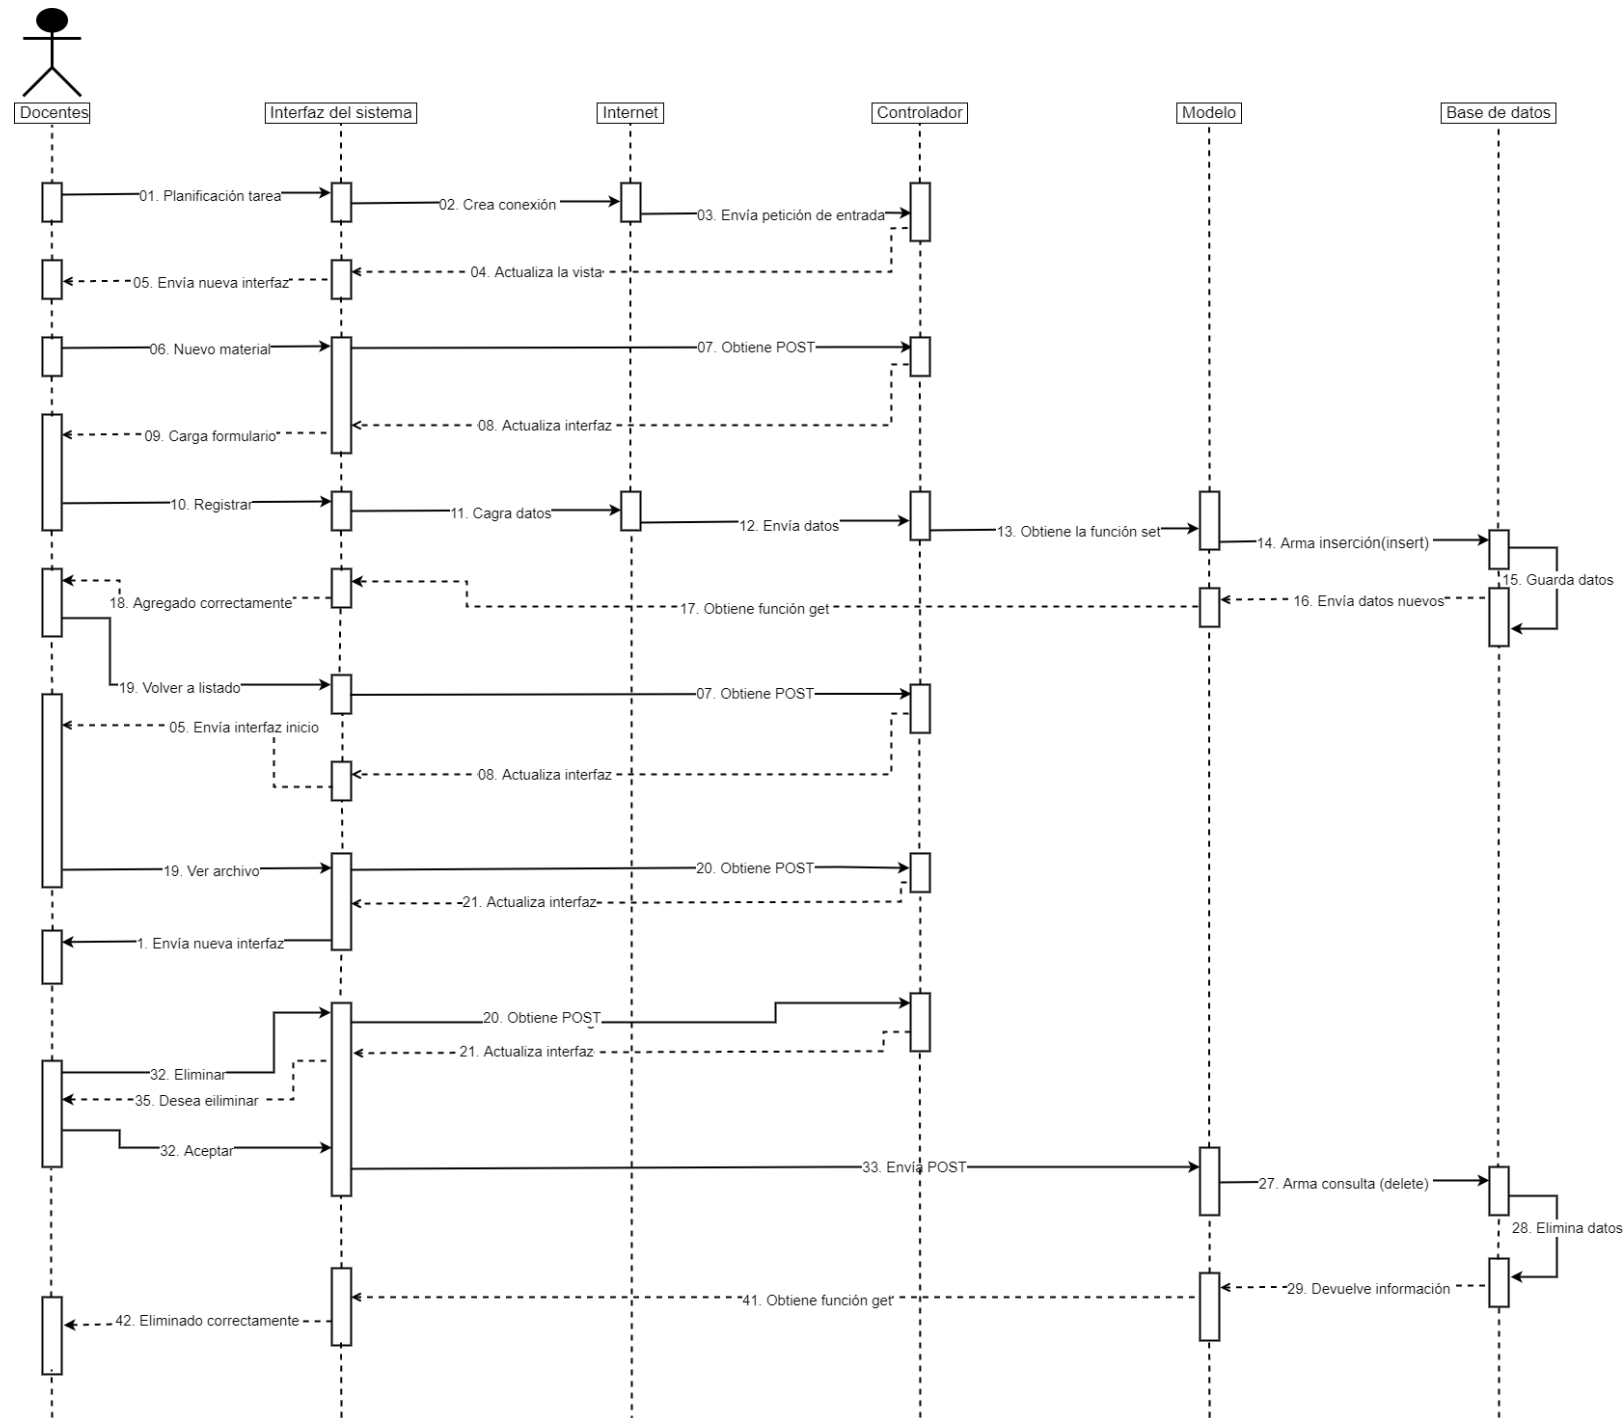 Docentes
Interfaz del sistema
Internet
Controlador
Modelo
Base de datos
01. Planificación tarea
02. Crea conexión
03. Envía petición de entrada
04. Actualiza la vista
05. Envía nueva interfaz
06. Nuevo material
07. Obtiene POST
08. Actualiza interfaz
09. Carga formulario
10. Registrar
11. Cagra datos
12. Envía datos
13. Obtiene la función set
14. Arma inserción(insert)
15. Guarda datos
16. Envía datos nuevos
17. Obtiene función get
18. Agregado correctamente
19. Volver a listado
07. Obtiene POST
05. Envía interfaz inicio
08. Actualiza interfaz
19. Ver archivo
20. Obtiene POST
21. Actualiza interfaz
1. Envía nueva interfaz
20. Obtiene POST
21. Actualiza interfaz
32. Eliminar
35. Desea eiliminar
32. Aceptar
33. Envía POST
27. Arma consulta (delete)
28. Elimina datos
29. Devuelve información
41. Obtiene función get
42. Eliminado correctamente